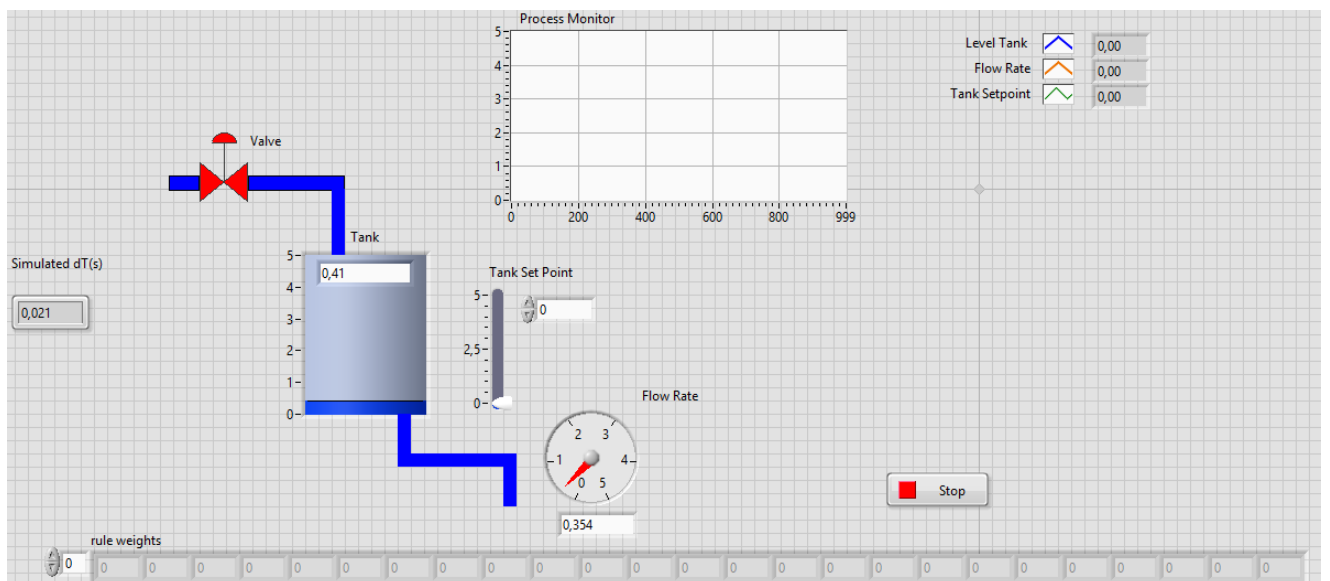 Process Monitor
5
4
3
2
1
0
0 200 400 600 800 999
Level Tank 0,00
Flow Rate 0,00
Tank Setpoint 0,00
Valve
Tank
Simulated dT(s)
0,021
5
4
3
2
1
0
0,41
Tank Set Point
5
2,5
0
0
Flow Rate
0 1 2 3 4 5
0,354
Stop
rule weights
0 0 0 0 0 0 0 0 0 0 0 0 0 0 0 0 0 0 0 0 0 0 0 0 0 0